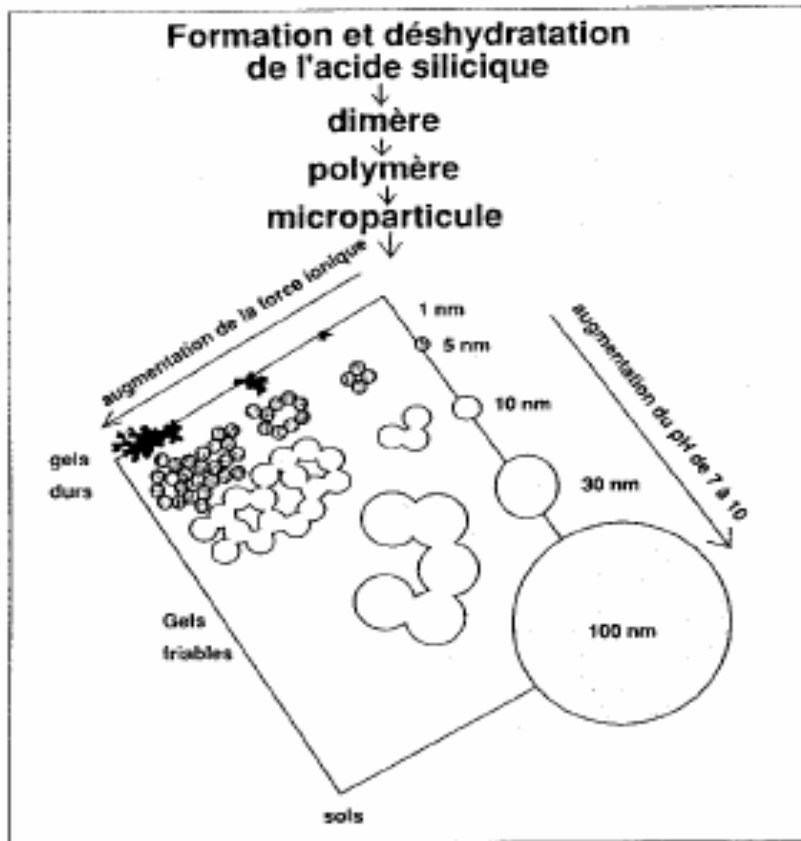 Formation et déshydratation
de l'acide silicique
dimère
polymère
microparticule
augmentation de la force ionique
1 nm
5 nm
10 nm
30 nm
100 nm
augmentation du pH de 7 à 10
gels
durs
Gels
friables
sols